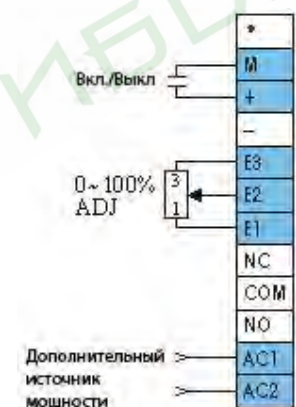 *
M
Вкл./Выкл
+
−
E3
0~100%
ADJ
3
1
E2
E1
NC
COM
NO
Дополнительный
источник
мощности
AC1
AC2